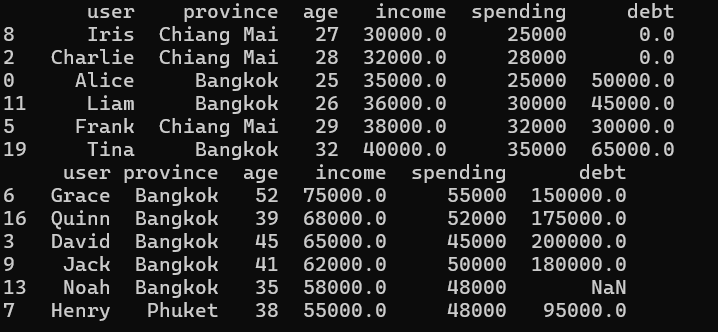 user province age income spending debt
8 Iris Chiang Mai 27 30000.0 25000 0.0
2 Charlie Chiang Mai 28 32000.0 28000 0.0
0 Alice Bangkok 25 35000.0 25000 50000.0
11 Liam Bangkok 26 36000.0 30000 45000.0
5 Frank Chiang Mai 29 38000.0 32000 30000.0
19 Tina Bangkok 32 40000.0 35000 65000.0
user province age income spending debt
6 Grace Bangkok 52 75000.0 55000 150000.0
16 Quinn Bangkok 39 68000.0 52000 175000.0
3 David Bangkok 45 65000.0 45000 200000.0
9 Jack Bangkok 41 62000.0 50000 180000.0
13 Noah Bangkok 35 58000.0 48000 NaN
7 Henry Phuket 38 55000.0 48000 95000.0